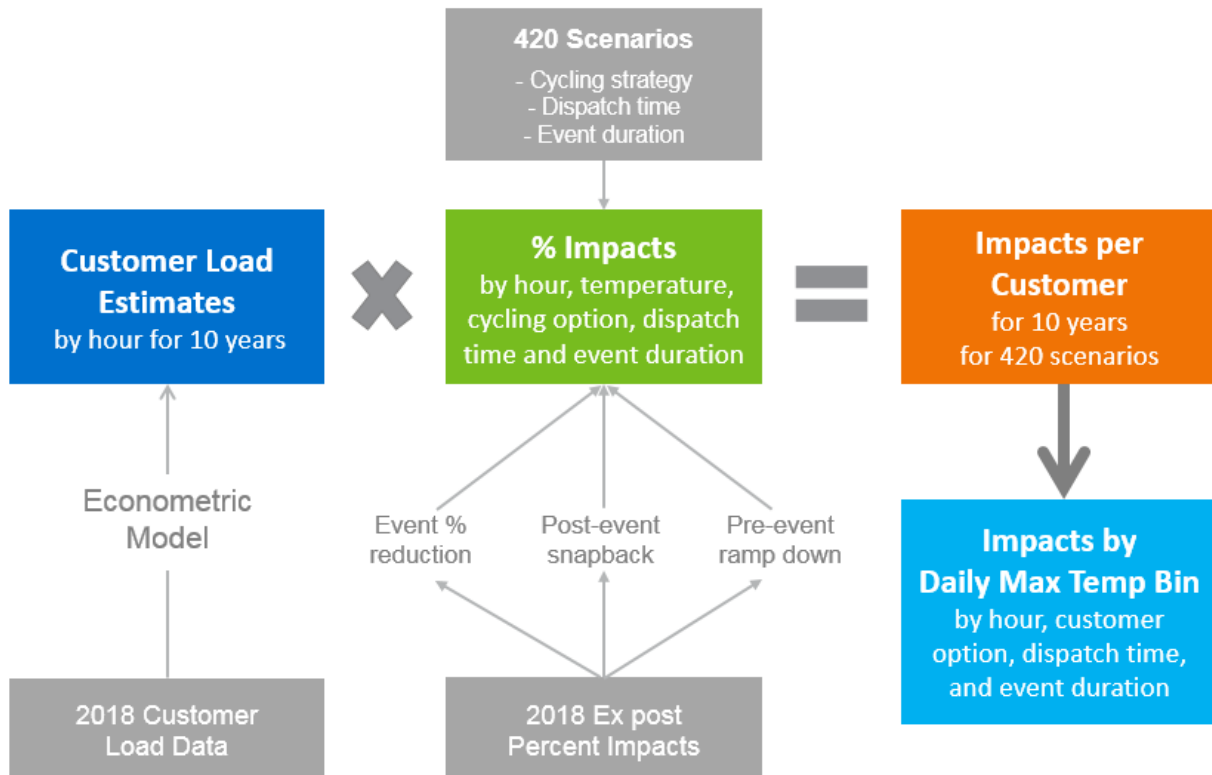 420 Scenarios
- Cycling strategy
- Dispatch time
- Event duration
Customer Load
Estimates
by hour for 10 years
% Impacts
by hour, temperature,
cycling option, dispatch
time and event duration
Impacts per
Customer
for 10 years
for 420 scenarios
Econometric
Model
Event %
reduction
Post-event
snapback
Pre-event
ramp down
Impacts by
Daily Max Temp Bin
by hour, customer
option, dispatch time,
and event duration
2018 Customer
Load Data
2018 Ex post
Percent Impacts